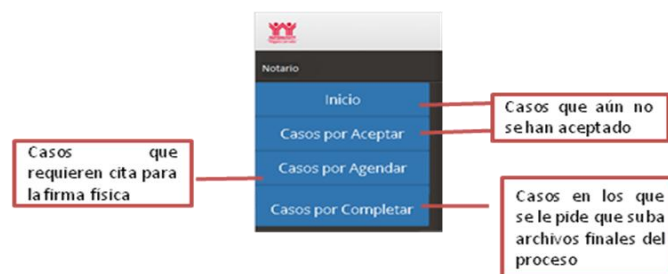 Notario
Inicio
Casos por Aceptar
Casos por Agendar
Casos por Completar
Casos que
requieren cita para
la firma física
Casos que aún no
se han aceptado
Casos en los que
se le pide que suba
archivos finales del
proceso